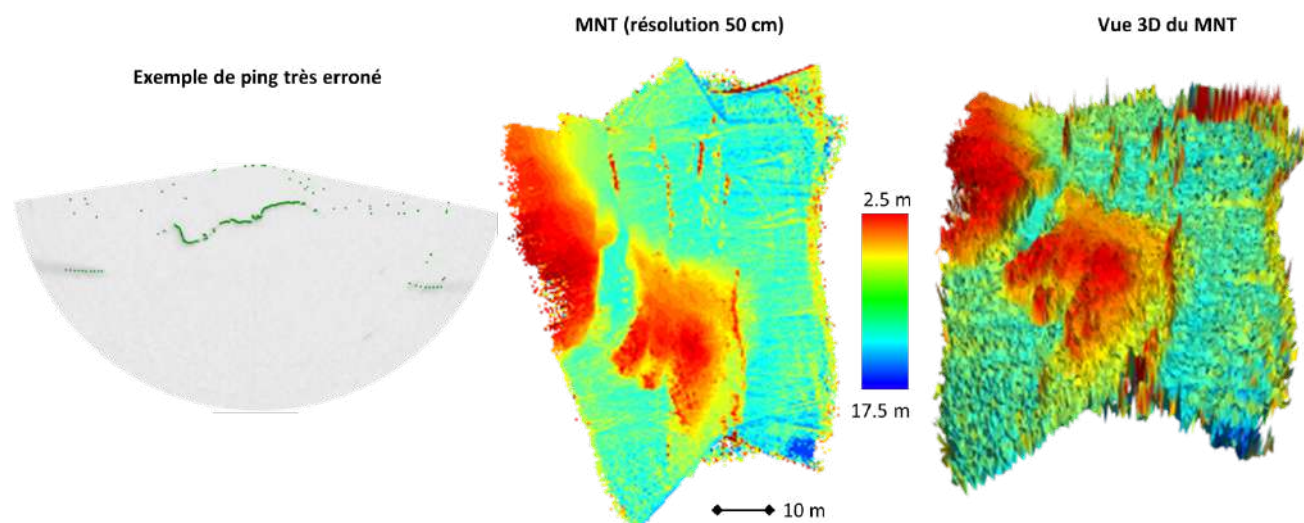 Exemple de ping très erroné
MNT (résolution 50 cm)
Vue 3D du MNT
2.5 m
17.5 m
10 m